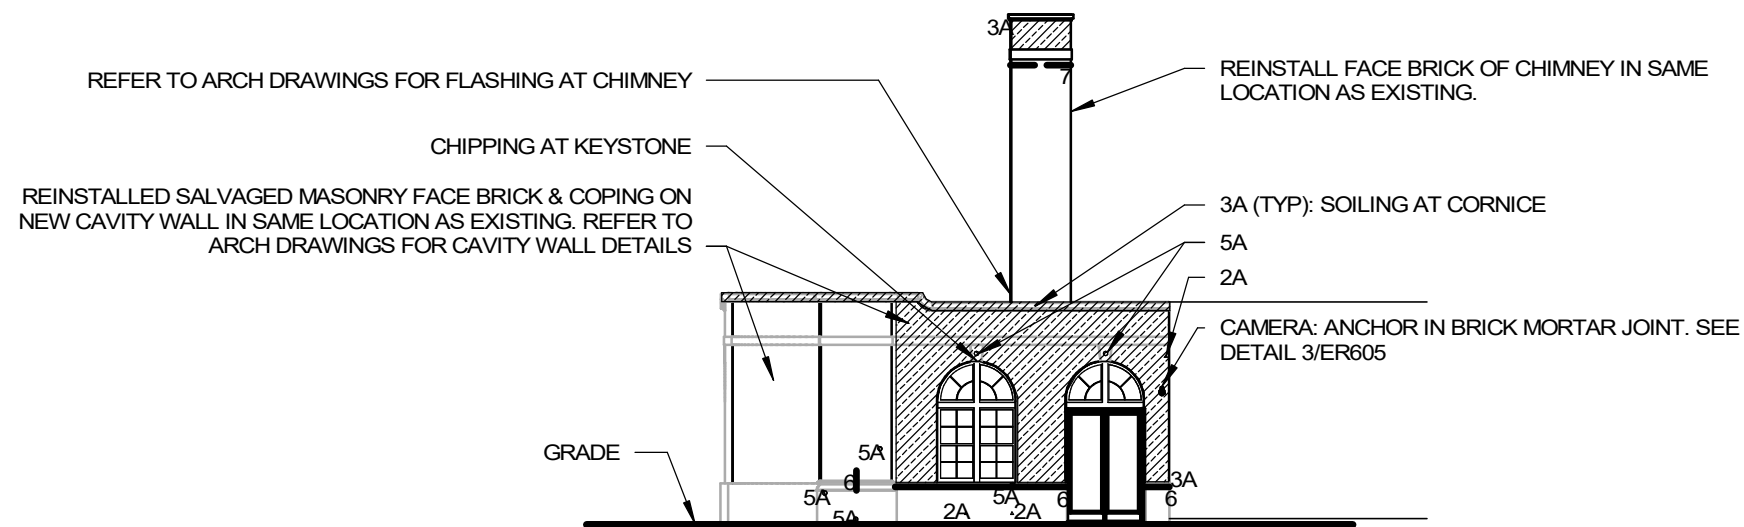 3A
7
REFER TO ARCH DRAWINGS FOR FLASHING AT CHIMNEY
REINSTALL FACE BRICK OF CHIMNEY IN SAME
LOCATION AS EXISTING.
CHIPPING AT KEYSTONE
REINSTALLED SALVAGED MASONRY FACE BRICK & COPING ON
NEW CAVITY WALL IN SAME LOCATION AS EXISTING. REFER TO
ARCH DRAWINGS FOR CAVITY WALL DETAILS
3A (TYP): SOILING AT CORNICE
5A
2A
CAMERA: ANCHOR IN BRICK MORTAR JOINT. SEE
DETAIL 3/ER605
GRADE
5A
6
5A
5A
2A
5A
2A
6
3A
6